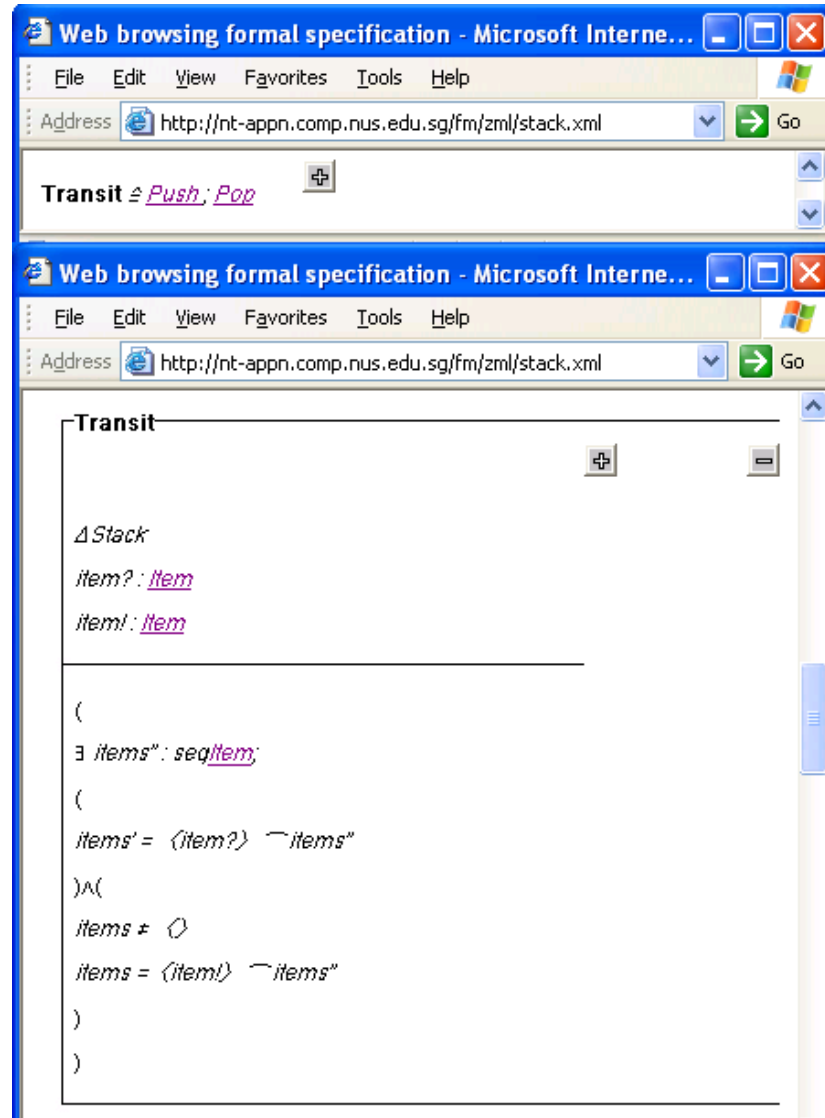 Web browsing formal specification - Microsoft Interne...
File Edit View Favorites Tools Help
Address http://nt-appn.comp.nus.edu.sg/fm/zml/stack.xml Go
Transit ≙ Push ; Pop
Web browsing formal specification - Microsoft Interne...
File Edit View Favorites Tools Help
Address http://nt-appn.comp.nus.edu.sg/fm/zml/stack.xml Go
Transit
ΔStack
item? : Item
item! : Item
(
∃ items'' : seqItem;
(
items' = ⟨item?⟩ ⁀items''
)∧(
items ≠ ⟨⟩
items = ⟨item!⟩ ⁀items''
)
)